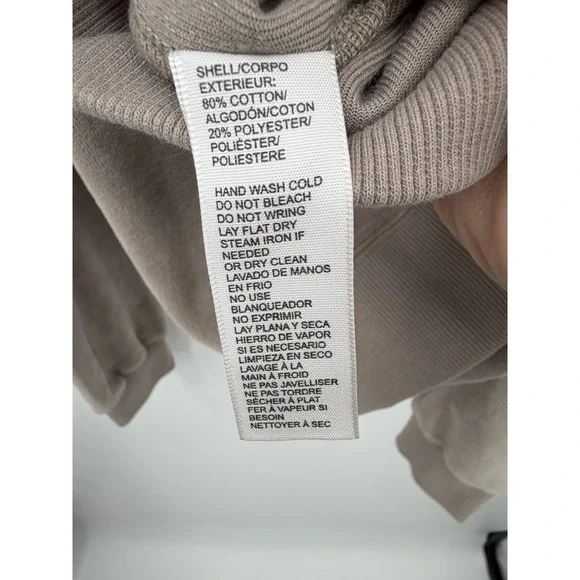 SHELL/CORPO
EXTERIEUR:
80% COTTON/
ALGODÓN/COTON
20% POLYESTER/
POLIÉSTER/
POLIESTERE
HAND WASH COLD
DO NOT BLEACH
DO NOT WRING
LAY FLAT DRY
STEAM IRON IF
NEEDED
OR DRY CLEAN
LAVADO DE MANOS
EN FRIO
NO USE
BLANQUEADOR
NO EXPRIMIR
LAY PLANA Y SECA
HIERRO DE VAPOR
SI ES NECESARIO
LIMPIEZA EN SECO
LAVAGE À LA
MAIN À FROID
NE PAS JAVELLISER
NE PAS TORDRE
SÉCHER À PLAT
FER À VAPEUR SI
BESOIN
NETTOYER À SEC